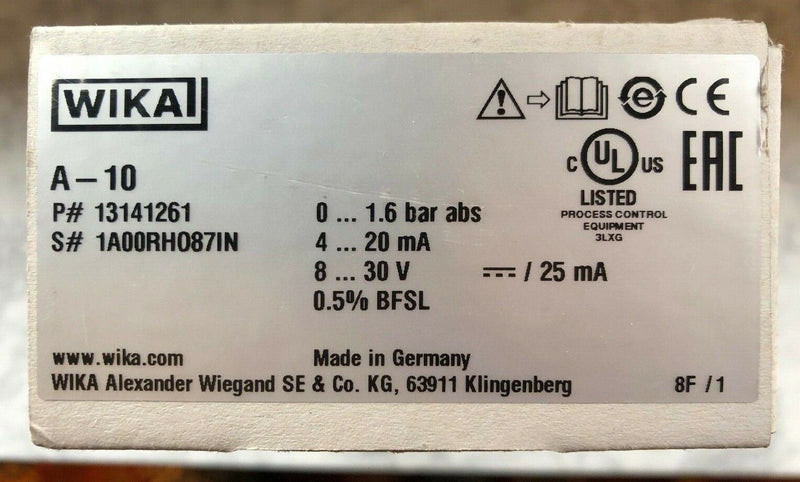 WIKA
A-10
P# 13141261
S# 1A00RHO87IN
0 ... 1.6 bar abs
4 ... 20 mA
8 ... 30 V ⎓ / 25 mA
0.5% BFSL
e
CE
C UL US
LISTED
PROCESS CONTROL
EQUIPMENT
3LXG
EAC
www.wika.com
Made in Germany
WIKA Alexander Wiegand SE & Co. KG, 63911 Klingenberg
8F / 1